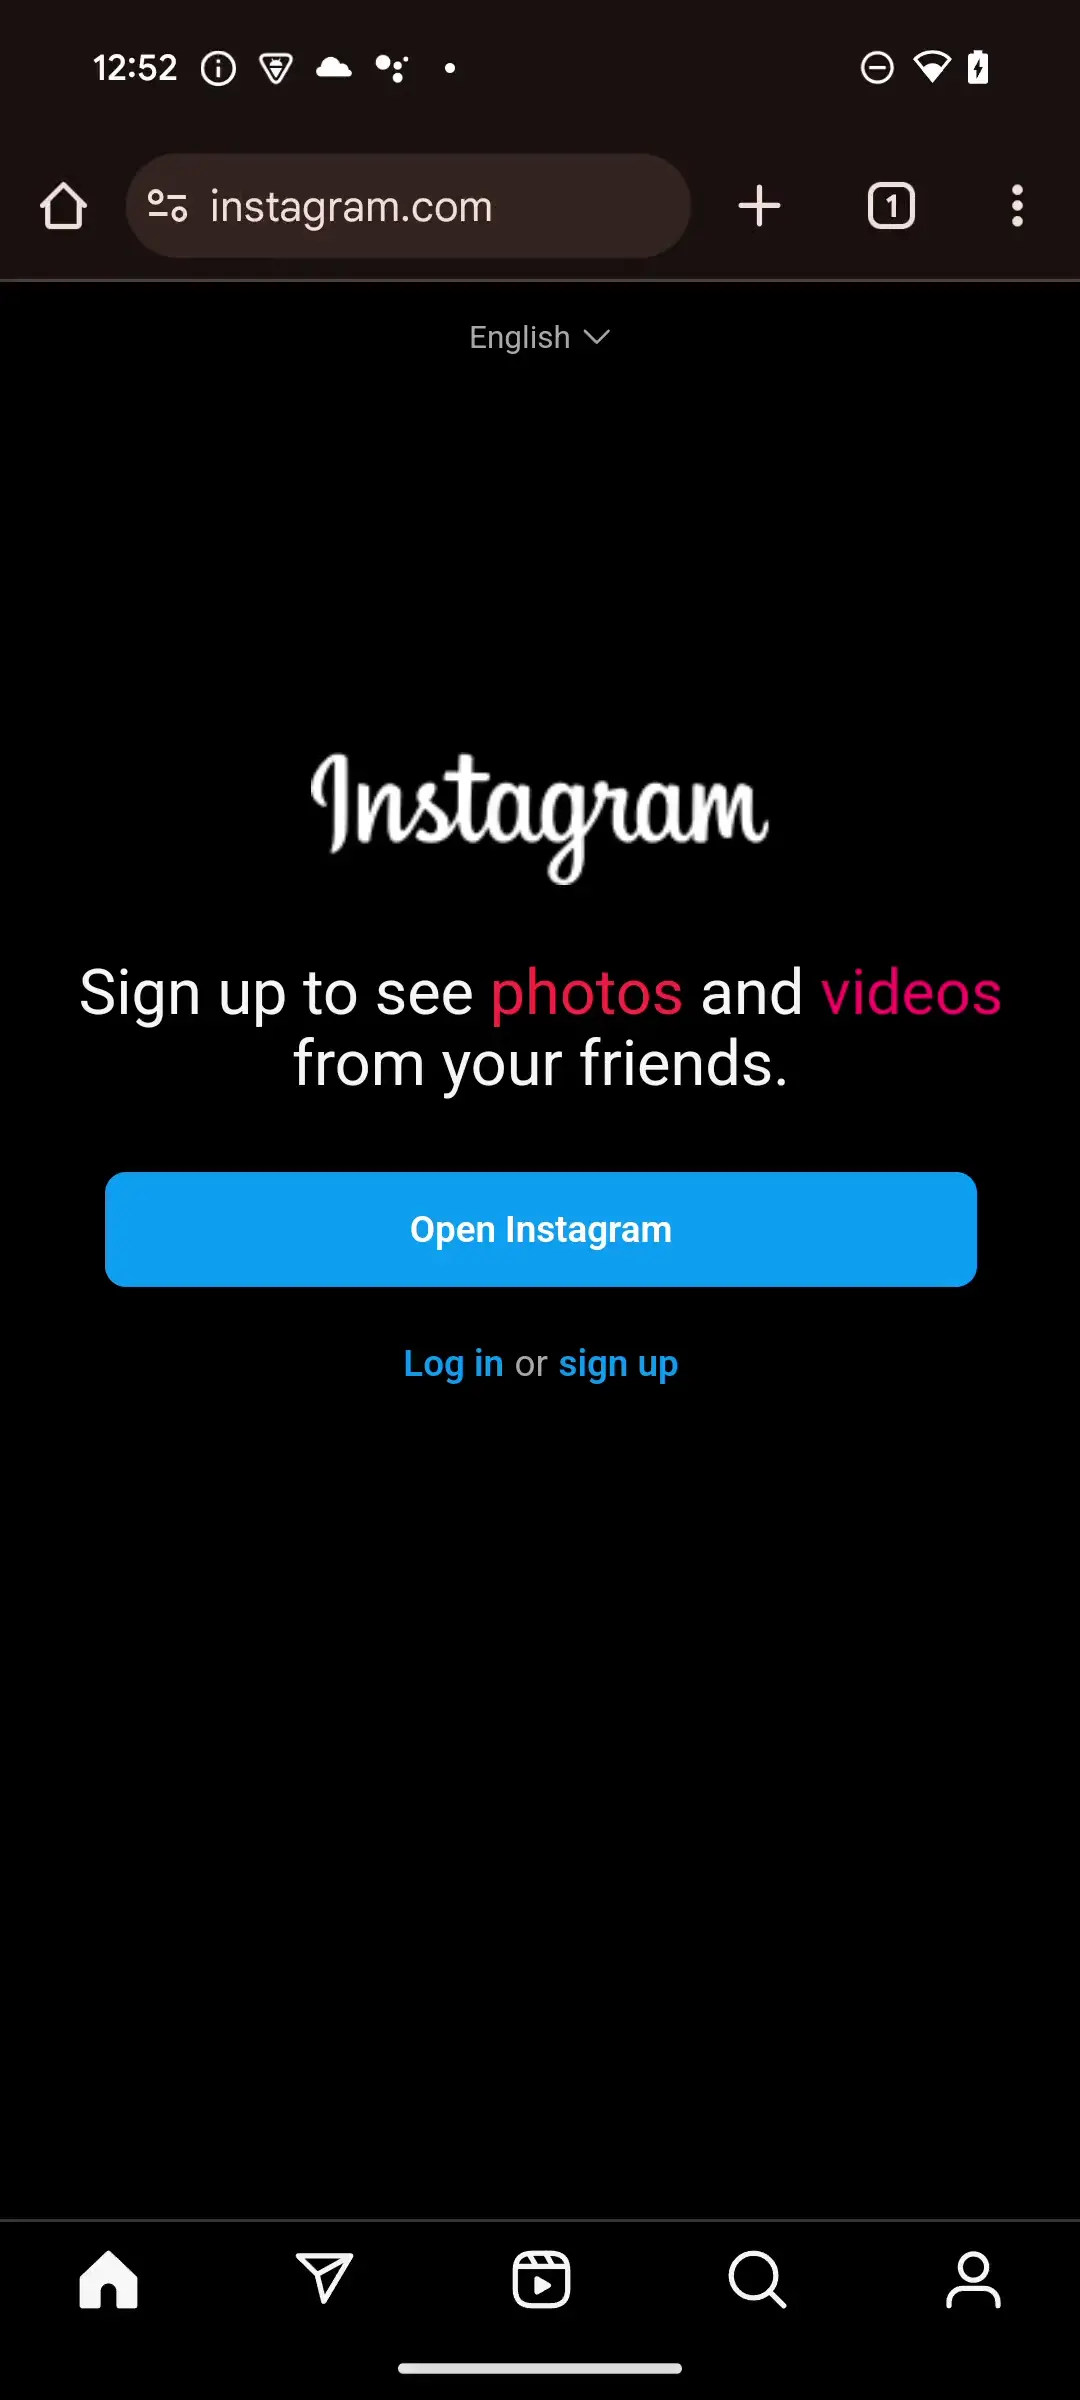 12:52
instagram.com
1
English
Instagram
Sign up to see photos and videos
from your friends.
Open Instagram
Log in or sign up